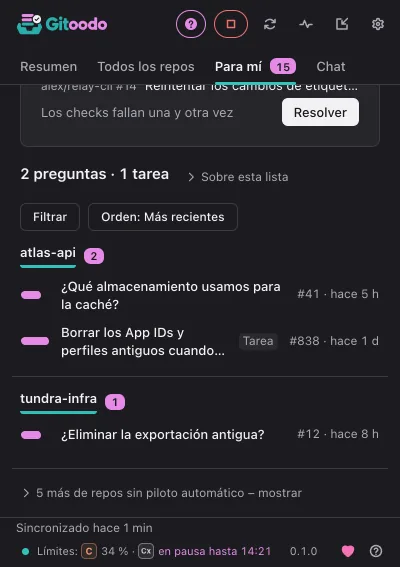 Gitoodo
Resumen Todos los repos Para mí 15 Chat
alex/relay-cli #14 Reintentar los cambios de etiquet...
Los checks fallan una y otra vez Resolver
2 preguntas · 1 tarea > Sobre esta lista
Filtrar Orden: Más recientes
atlas-api 2
¿Qué almacenamiento usamos para
la caché?
#41 · hace 5 h
Borrar los App IDs y
perfiles antiguos cuando...
Tarea #838 · hace 1 d
tundra-infra 1
¿Eliminar la exportación antigua? #12 · hace 8 h
> 5 más de repos sin piloto automático – mostrar
Sincronizado hace 1 min
Límites: C 34 % · Cx en pausa hasta 14:21 0.1.0